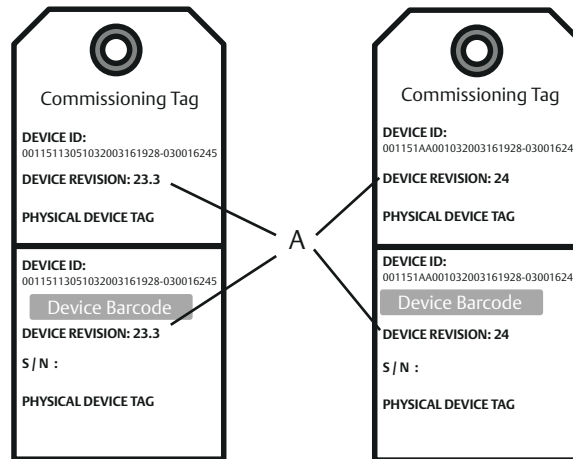 Commissioning Tag
DEVICE ID:
00115113051032003161928-030016245
DEVICE REVISION: 23.3
PHYSICAL DEVICE TAG
DEVICE ID:
00115113051032003161928-030016245
Device Barcode
DEVICE REVISION: 23.3
S / N :
PHYSICAL DEVICE TAG
A
Commissioning Tag
DEVICE ID:
001151AA001032003161928-03001624
DEVICE REVISION: 24
PHYSICAL DEVICE TAG
DEVICE ID:
001151AA001032003161928-03001624
Device Barcode
DEVICE REVISION: 24
S / N :
PHYSICAL DEVICE TAG